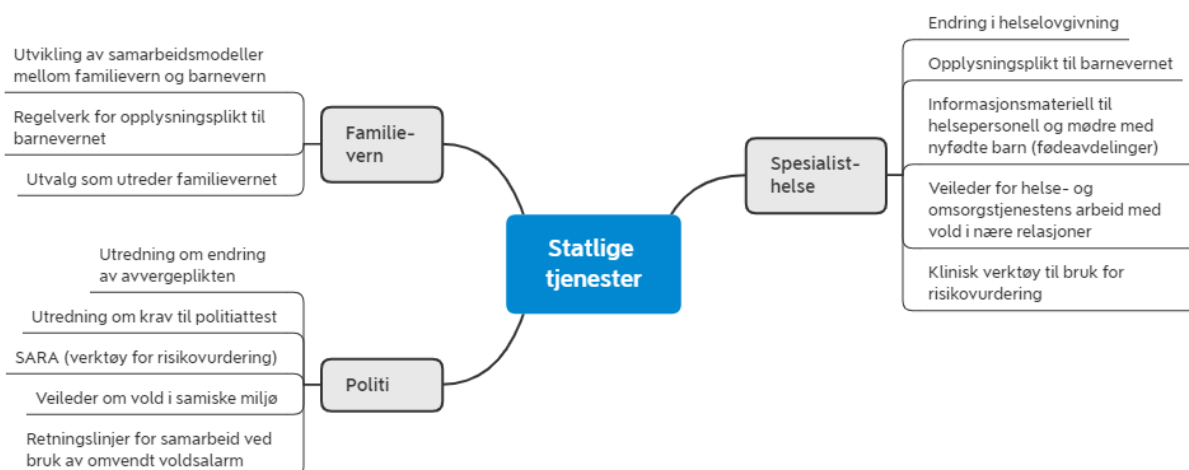 Utvikling av samarbeidsmodeller
mellom familievern og barnevern
Regelverk for opplysningsplikt til
barnevernet
Utvalg som utreder familievernet
Familie-
vern
Utredning om endring
av avvergeplikten
Utredning om krav til politiattest
SARA (verktøy for risikovurdering)
Veileder om vold i samiske miljø
Retningslinjer for samarbeid ved
bruk av omvendt voldsalarm
Politi
Statlige
tjenester
Spesialist-
helse
Endring i helselovgivning
Opplysningsplikt til barnevernet
Informasjonsmateriell til
helsepersonell og mødre med
nyfødte barn (fødeavdelinger)
Veileder for helse- og
omsorgstjenestens arbeid med
vold i nære relasjoner
Klinisk verktøy til bruk for
risikovurdering